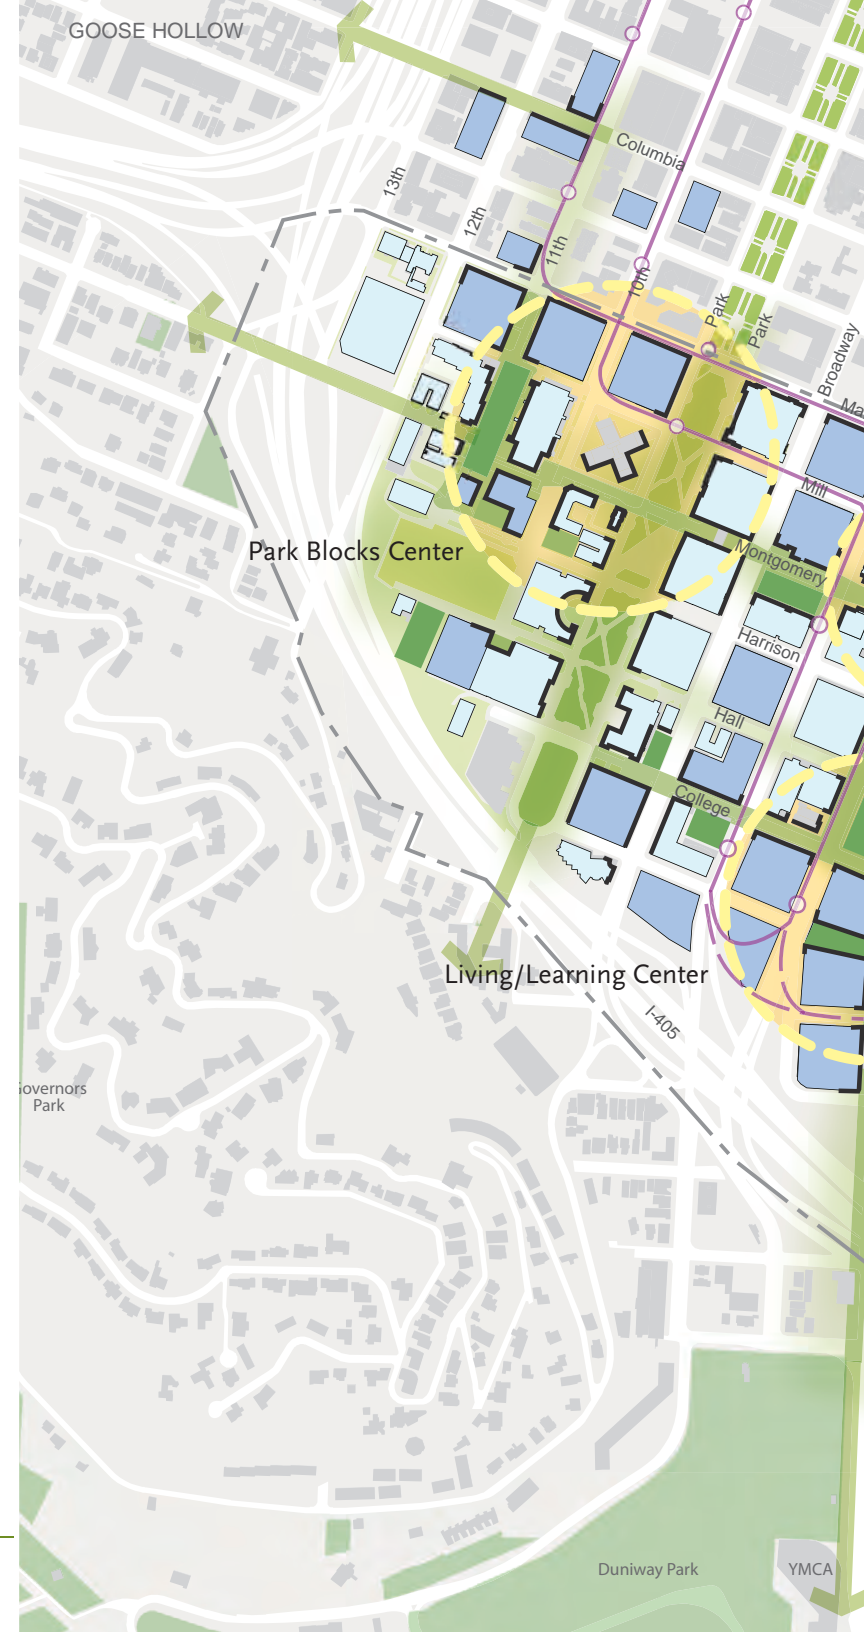 GOOSE HOLLOW
Columbia
13th
12th
11th
10th
Park
Park
Broadway
Mill
Montgomery
Park Blocks Center
Harrison
Hall
College
Living/Learning Center
I-405
Governors
Park
Duniway Park
YMCA